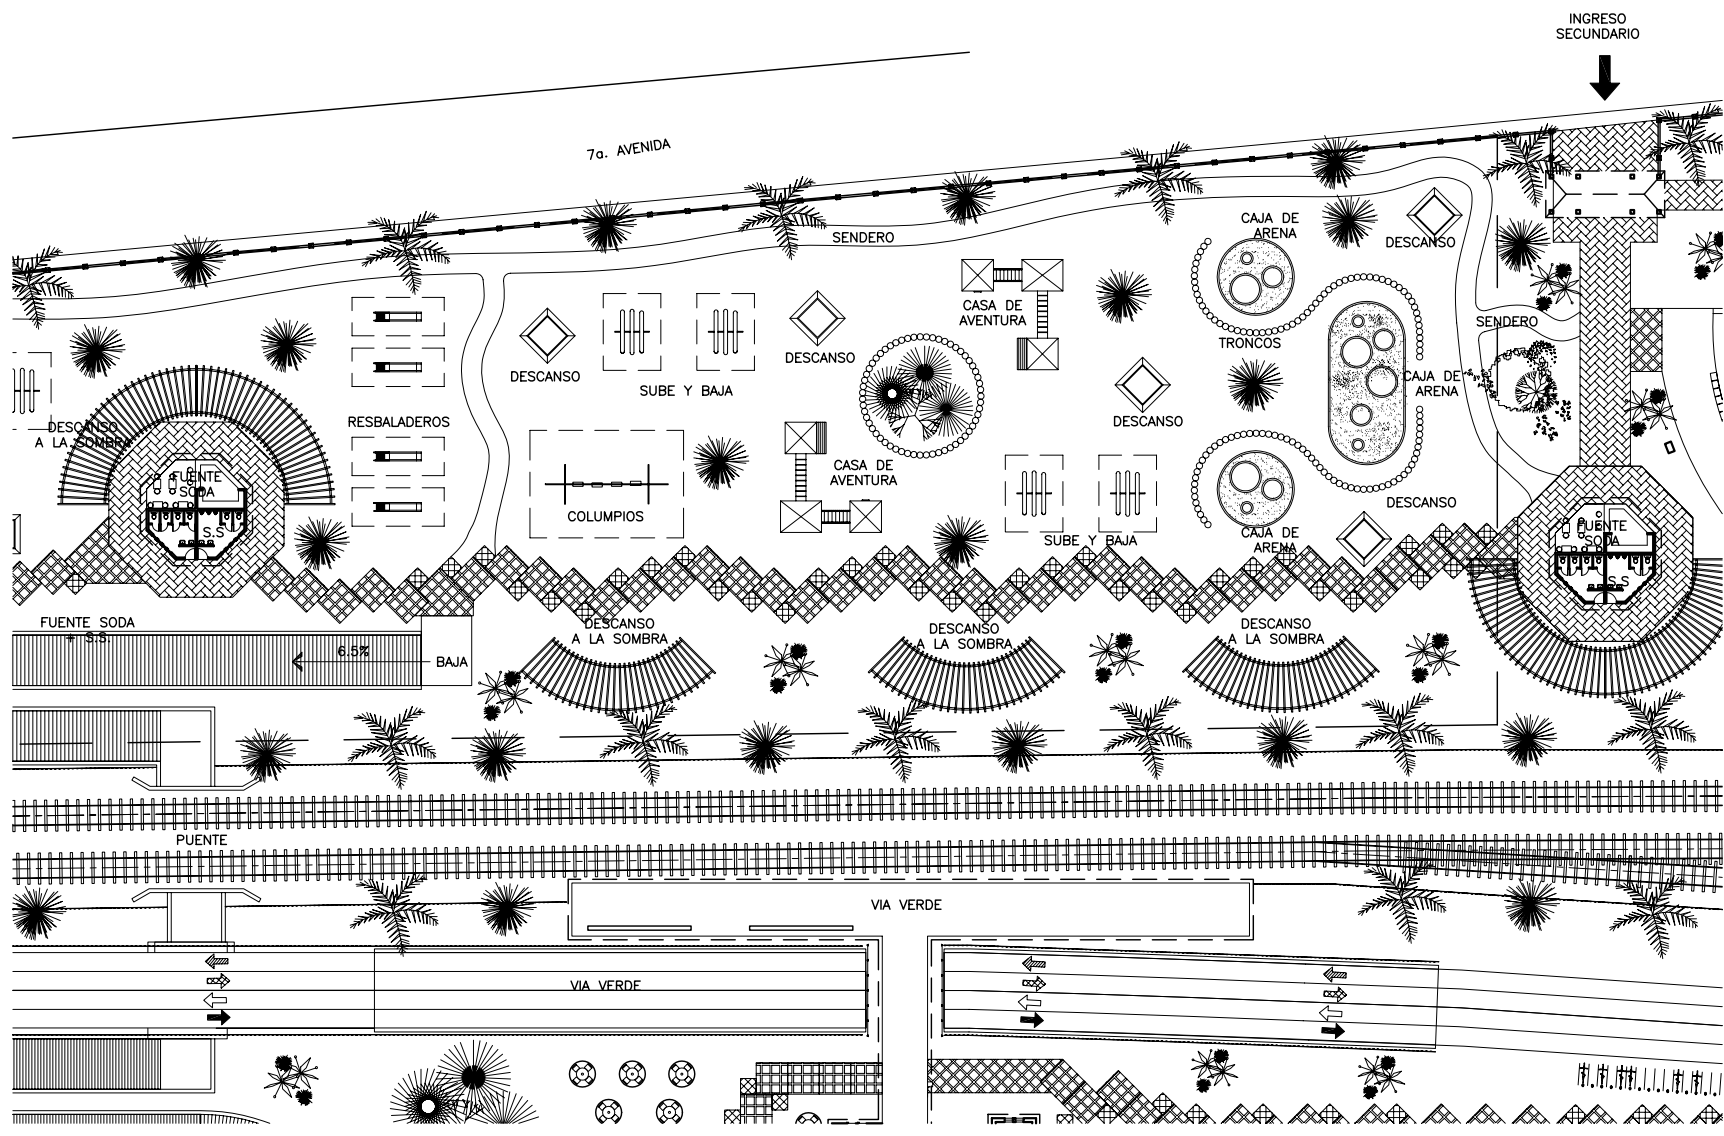 INGRESO
SECUNDARIO
7a. AVENIDA
SENDERO
CAJA DE
ARENA
DESCANSO
CASA DE
AVENTURA
SENDERO
TRONCOS
DESCANSO
DESCANSO
SUBE Y BAJA
CAJA DE
ARENA
RESBALADEROS
DESCANSO
DESCANSO
A LA SOMBRA
FUENTE
SODA
S.S
CASA DE
AVENTURA
COLUMPIOS
DESCANSO
SUBE Y BAJA
CAJA DE
ARENA
FUENTE
SODA
S.S
FUENTE SODA
+ S.S.
DESCANSO
A LA SOMBRA
DESCANSO
A LA SOMBRA
DESCANSO
A LA SOMBRA
6.5%
BAJA
PUENTE
VIA VERDE
VIA VERDE